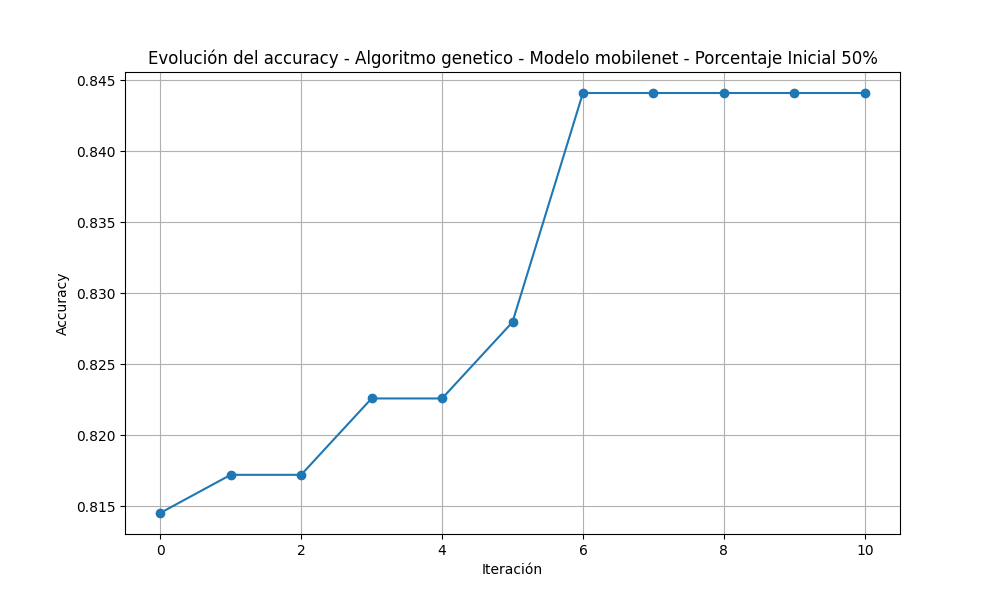 Evolución del accuracy - Algoritmo genetico - Modelo mobilenet - Porcentaje Inicial 50%
0.845
0.840
0.835
0.830
0.825
0.820
0.815
Accuracy
0 2 4 6 8 10
Iteración